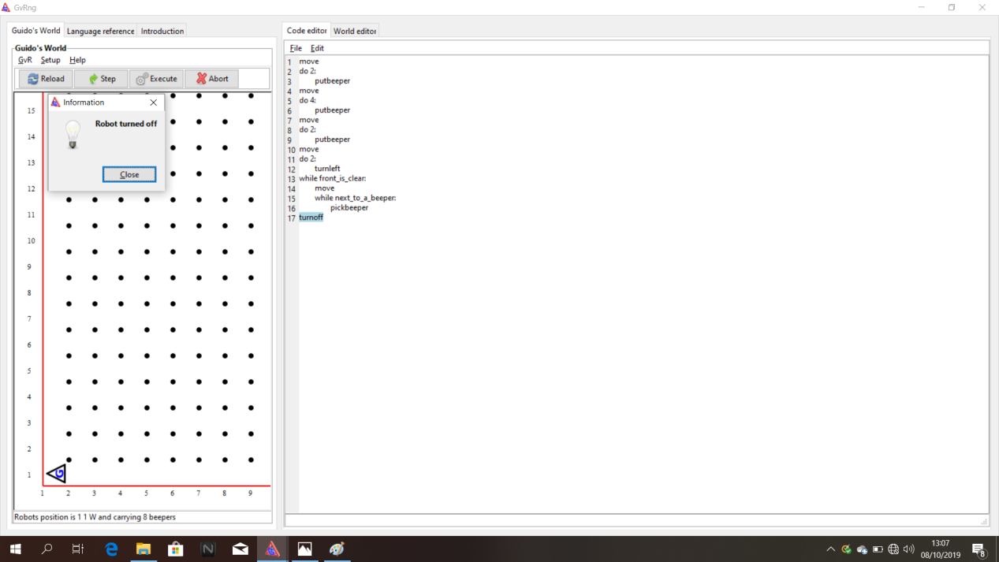 GvRng
Guido's World Language reference Introduction
Guido's World
GvR Setup Help
Reload Step Execute Abort
Information
Robot turned off
Close
15
14
13
12
11
10
9
8
7
6
5
4
3
2
1
G
1 2 3 4 5 6 7 8 9
Robots position is 1 1 W and carrying 8 beepers
Code editor World editor
File Edit
1 move
2 do 2:
3 putbeeper
4 move
5 do 4:
6 putbeeper
7 move
8 do 2:
9 putbeeper
10 move
11 do 2:
12 turnleft
13 while front_is_clear:
14 move
15 while next_to_a_beeper:
16 pickbeeper
17 turnoff
13:07
08/10/2019
8